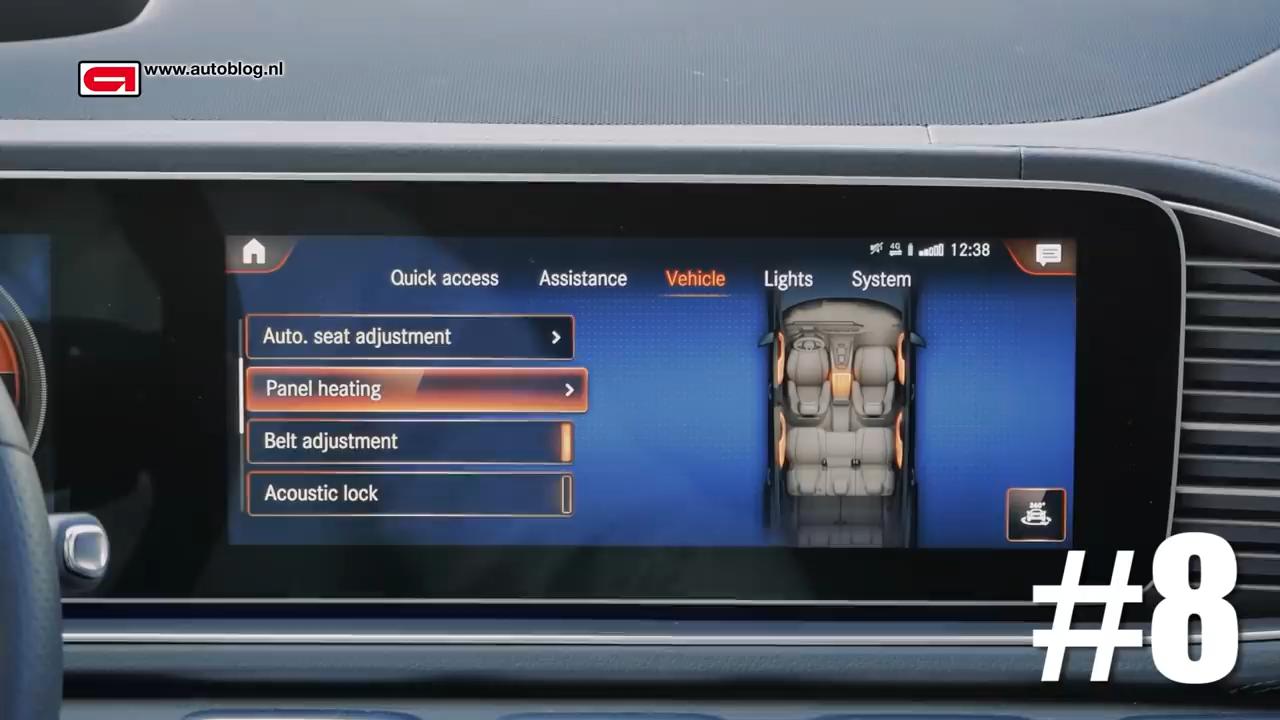 www.autoblog.nl
4G
12:38
Quick access Assistance Vehicle Lights System
Auto. seat adjustment
Panel heating
Belt adjustment
Acoustic lock
360°
#8